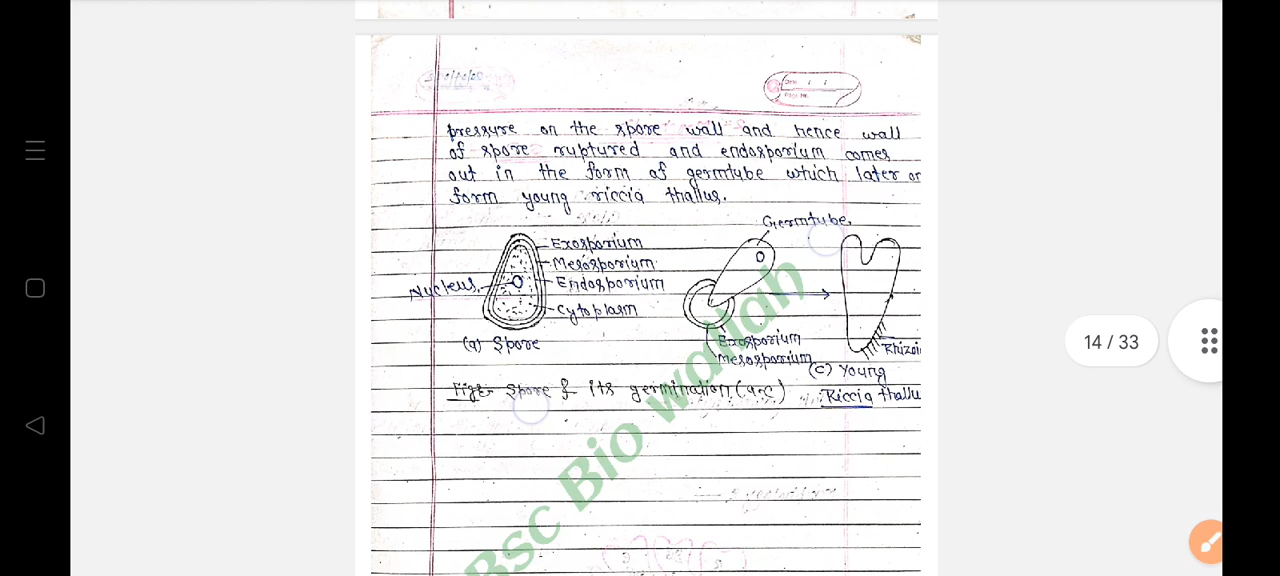 pressure on the spore wall and hence wall
of spore ruptured and endosporium comes
out in the form of germtube which later on
form young riccia thallus.
Germtube
Exosporium
Mesosporium
Nucleus
Endosporium
Cytoplasm
(a) Spore
Exosporium
Mesosporium
Rhizoi
(C) Young
Riccia thallu
Fig:- Spore & its germination (a-c)
Bsc Bio wallah
14 / 33